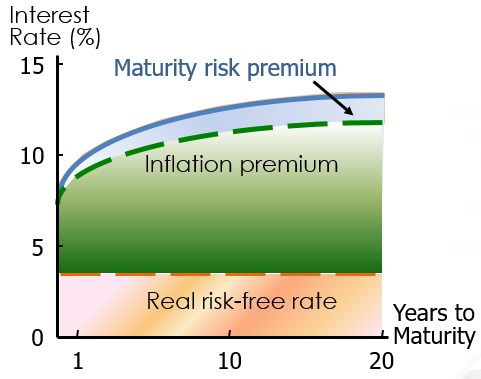 Interest
Rate (%)
15
Maturity risk premium
10
Inflation premium
5
Real risk-free rate
Years to
Maturity
0
1
10
20